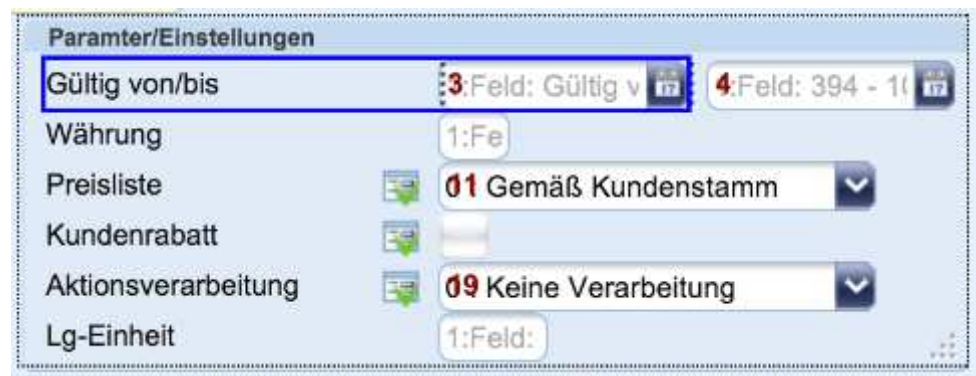 Paramter/Einstellungen
Gültig von/bis 3:Feld: Gültig v 4:Feld: 394 - 1(
Währung 1:Fe
Preisliste 01 Gemäß Kundenstamm
Kundenrabatt
Aktionsverarbeitung 09 Keine Verarbeitung
Lg-Einheit 1:Feld: